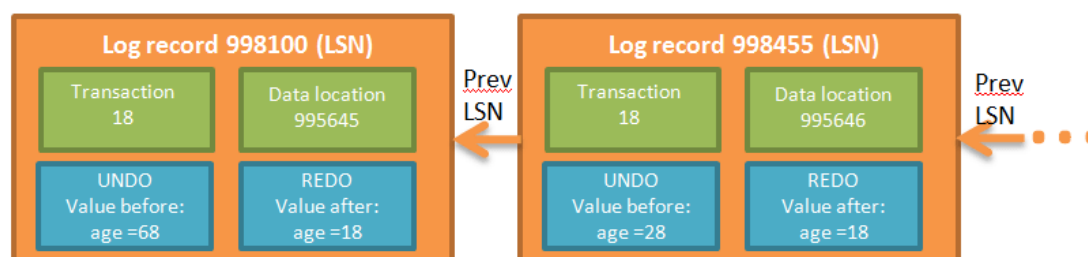 Log record 998100 (LSN)
Transaction
18
Data location
995645
UNDO
Value before:
age =68
REDO
Value after:
age =18
Prev
LSN
Log record 998455 (LSN)
Transaction
18
Data location
995646
UNDO
Value before:
age =28
REDO
Value after:
age =18
Prev
LSN